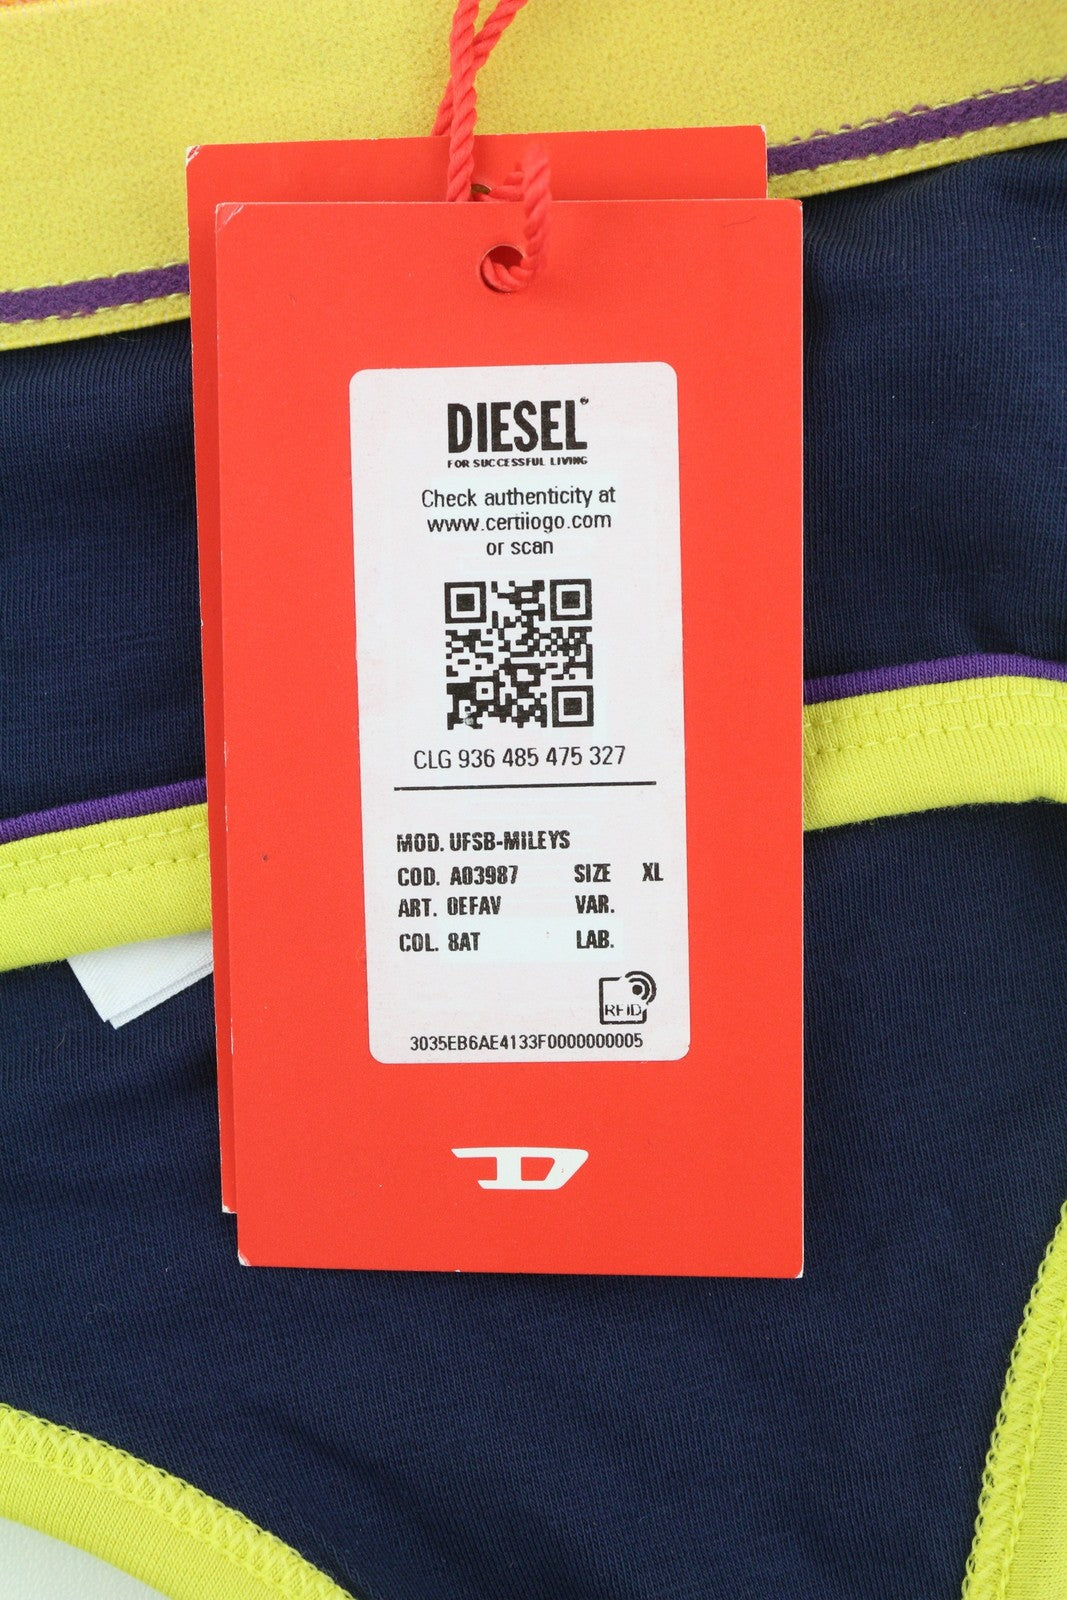 DIESEL
FOR SUCCESSFUL LIVING
Check authenticity at
www.certilogo.com
or scan
CLG 936 485 475 327
MOD. UFSB-MILEYS
COD. A03987 SIZE XL
ART. 0EFAV VAR.
COL. 8AT LAB.
RFID
3035EB6AE4133F0000000005
D